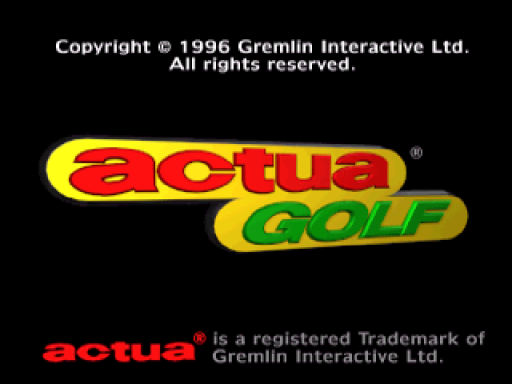 Copyright © 1996 Gremlin Interactive Ltd.
All rights reserved.
actua®
GOLF
actua® is a registered Trademark of
Gremlin Interactive Ltd.